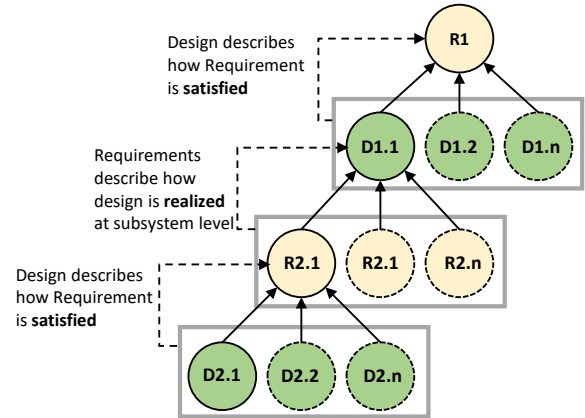 R1
Design describes
how Requirement
is satisfied
D1.1 D1.2 D1.n
Requirements
describe how
design is realized
at subsystem level
R2.1 R2.1 R2.n
Design describes
how Requirement
is satisfied
D2.1 D2.2 D2.n